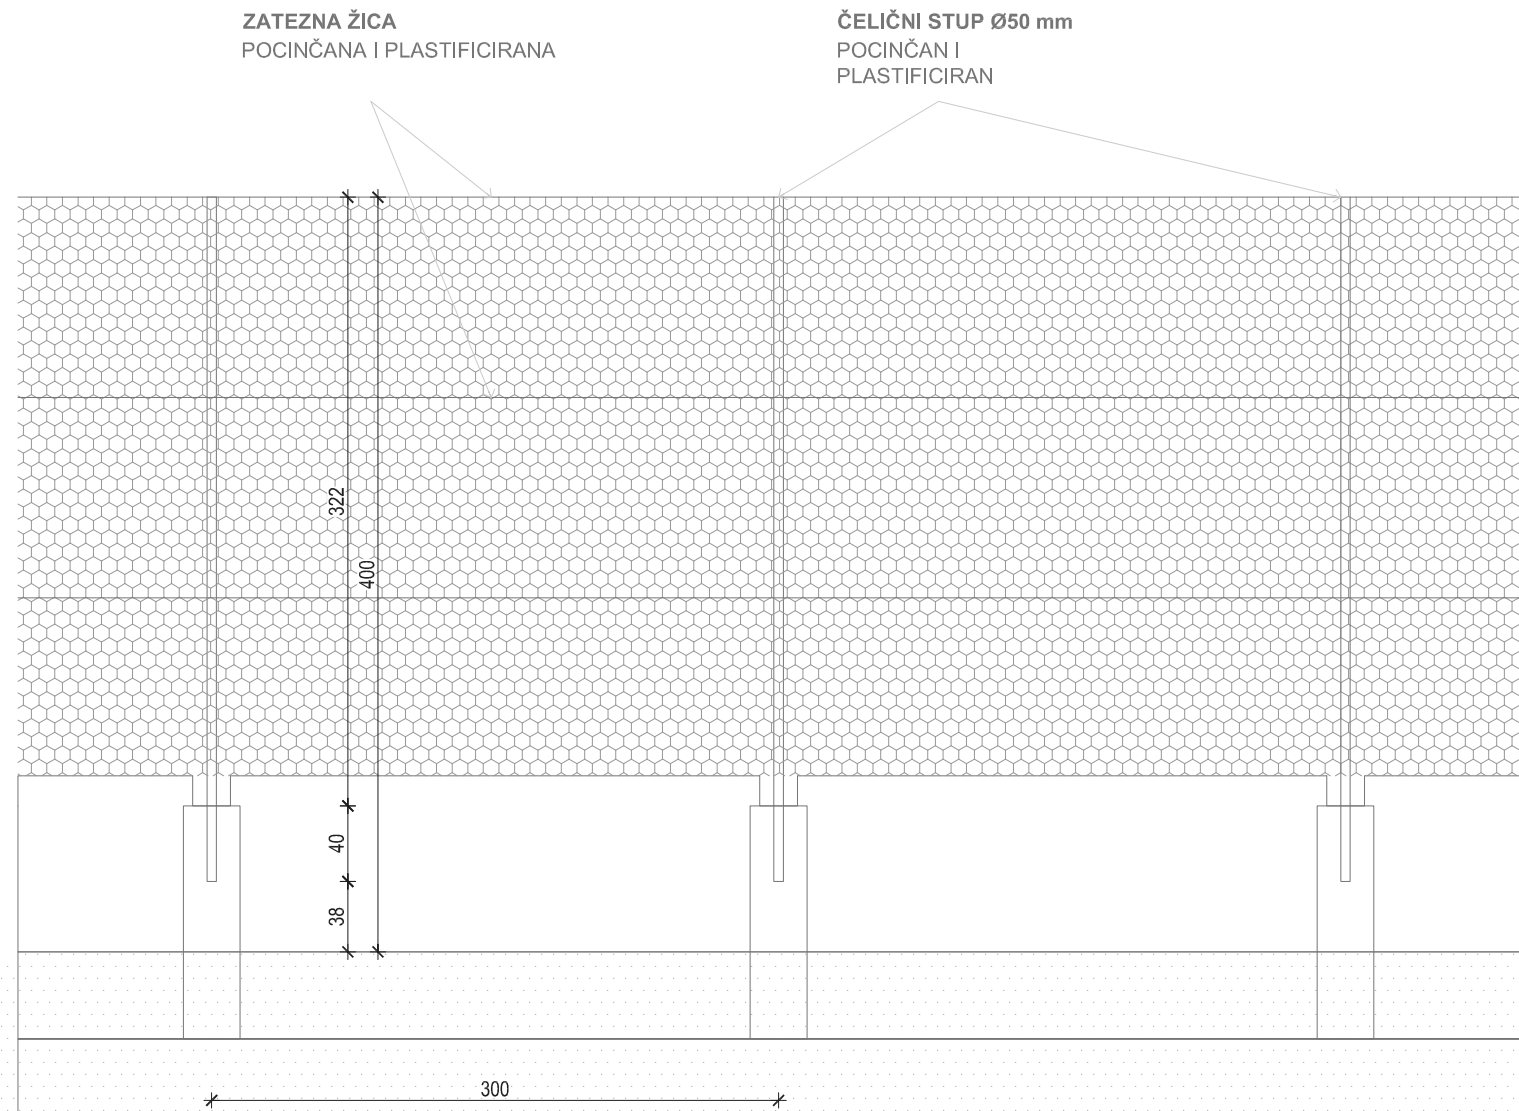 ZATEZNA ŽICA
POCINČANA I PLASTIFICIRANA
ČELIČNI STUP Ø50 mm
POCINČAN I
PLASTIFICIRAN
322
400
40
38
300